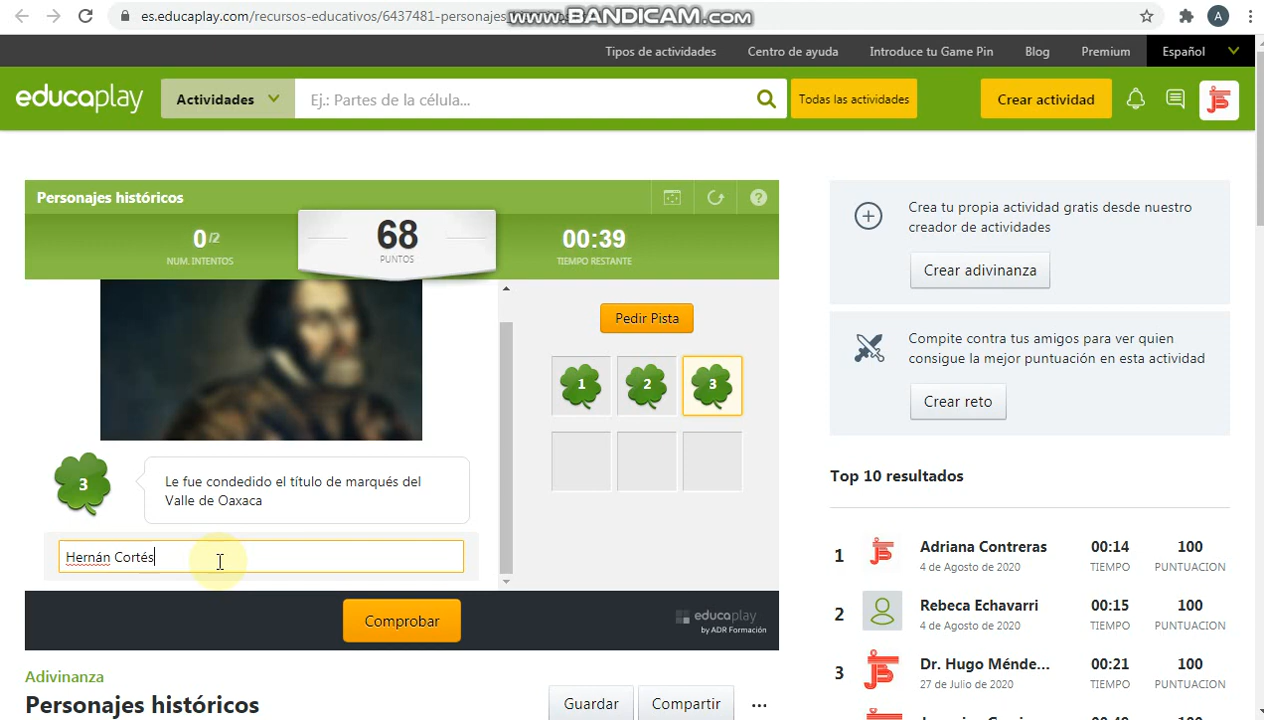 es.educaplay.com/recursos-educativos/6437481-personajes
www.BANDICAM.com
A
Tipos de actividades
Centro de ayuda
Introduce tu Game Pin
Blog
Premium
Español
educaplay
Actividades
Ej.: Partes de la célula...
Todas las actividades
Crear actividad
Personajes históricos
0/2
NUM. INTENTOS
68
PUNTOS
00:39
TIEMPO RESTANTE
Pedir Pista
1
2
3
3
Le fue condedido el título de marqués del
Valle de Oaxaca
Hernán Cortés
Comprobar
educaplay
by ADR Formación
Adivinanza
Personajes históricos
Guardar
Compartir
...
Crea tu propia actividad gratis desde nuestro
creador de actividades
Crear adivinanza
Compite contra tus amigos para ver quien
consigue la mejor puntuación en esta actividad
Crear reto
Top 10 resultados
1
Adriana Contreras
4 de Agosto de 2020
00:14
TIEMPO
100
PUNTUACION
2
Rebeca Echavarri
4 de Agosto de 2020
00:15
TIEMPO
100
PUNTUACION
3
Dr. Hugo Ménde...
27 de Julio de 2020
00:21
TIEMPO
100
PUNTUACION